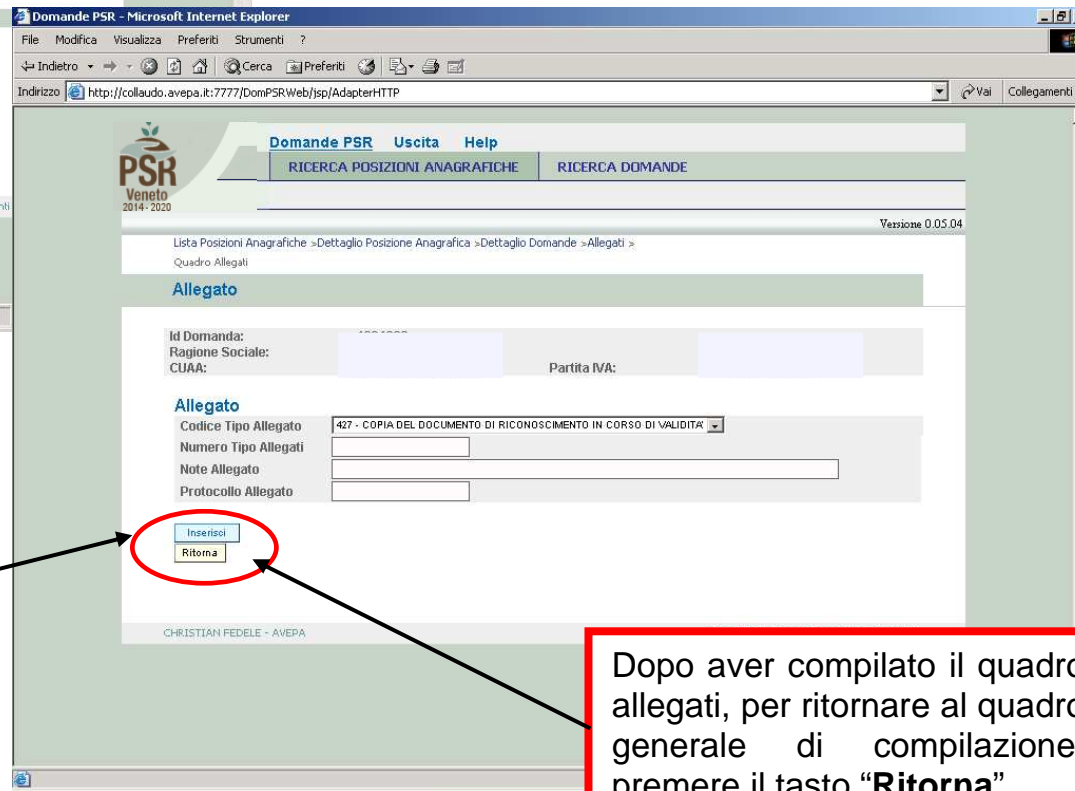 Domande PSR - Microsoft Internet Explorer
File Modifica Visualizza Preferiti Strumenti ?
Indietro Cerca Preferiti
Indirizzo http://collaudo.avepa.it:7777/DomPSRWeb/jsp/AdapterHTTP Vai Collegamenti
Domande PSR Uscita Help
RICERCA POSIZIONI ANAGRAFICHE RICERCA DOMANDE
PSR
Veneto
2014-2020
Versione 0.05.04
Lista Posizioni Anagrafiche »Dettaglio Posizione Anagrafica »Dettaglio Domande »Allegati »
Quadro Allegati
Allegato
Id Domanda:
Ragione Sociale:
CUAA: Partita IVA:
Allegato
Codice Tipo Allegato 427 - COPIA DEL DOCUMENTO DI RICONOSCIMENTO IN CORSO DI VALIDITA'
Numero Tipo Allegati
Note Allegato
Protocollo Allegato
Inserisci
Ritorna
CHRISTIAN FEDELE - AVEPA
Dopo aver compilato il quadro
allegati, per ritornare al quadro
generale di compilazione
premere il tasto “Ritorna”